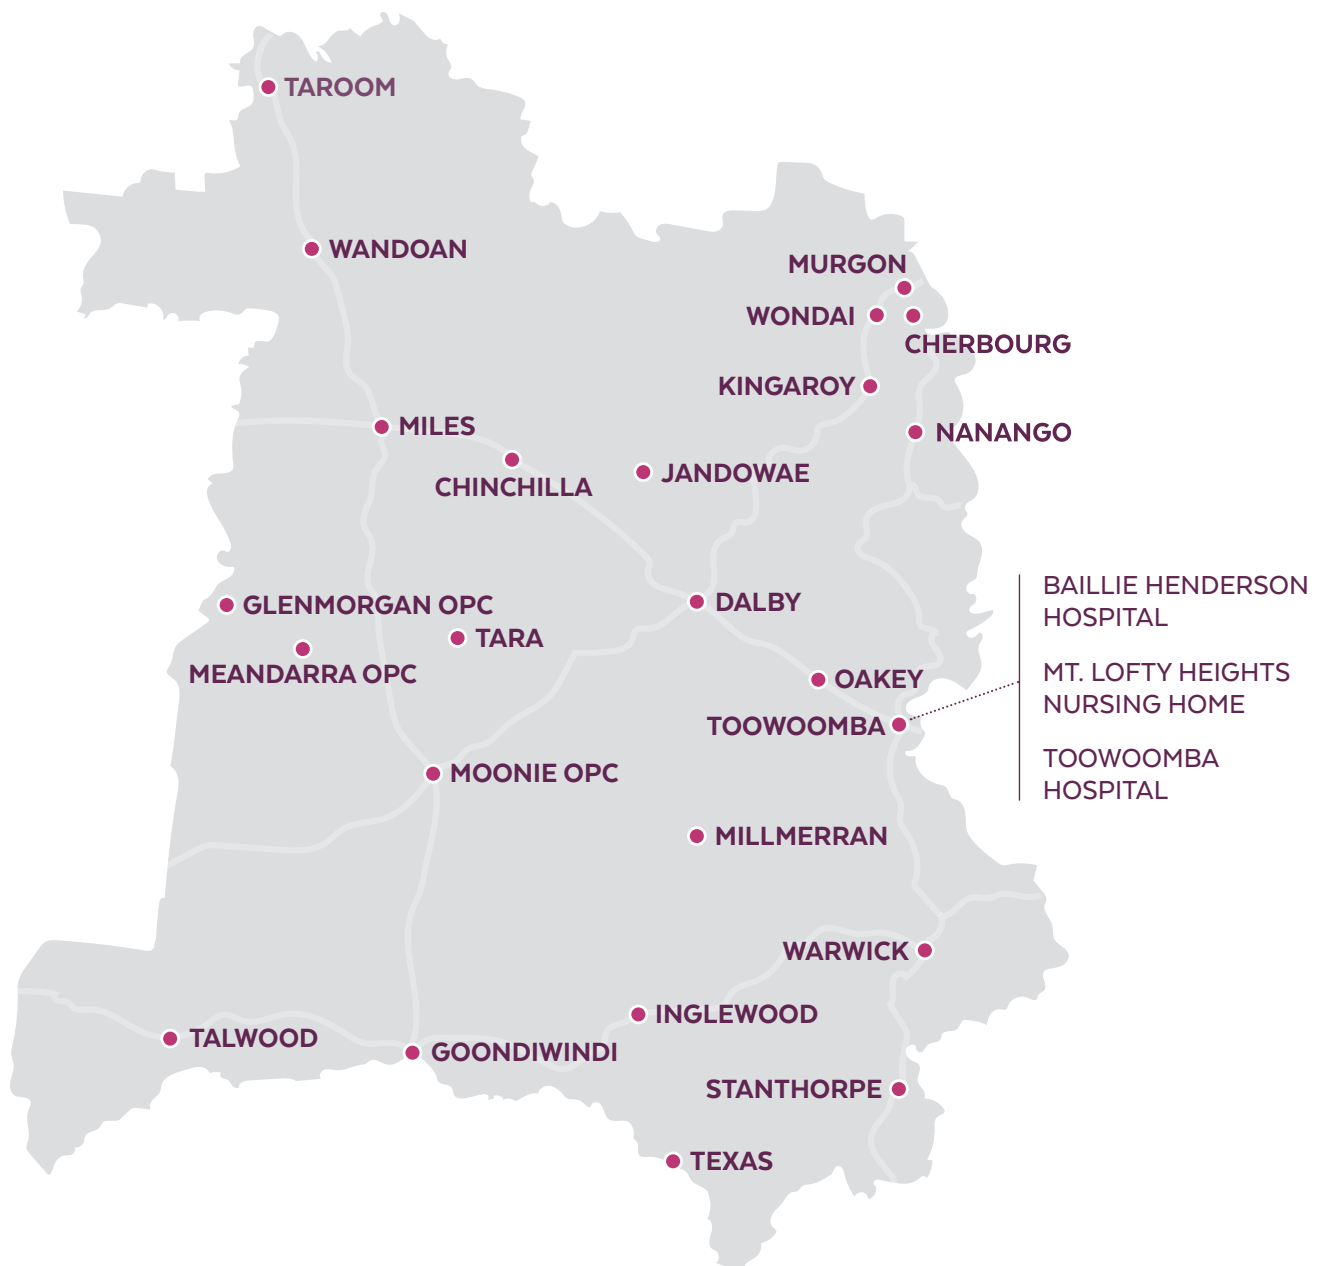 TAROOM
WANDOAN
MURGON
WONDAI
CHERBOURG
KINGAROY
MILES
NANANGO
CHINCHILLA
JANDOWAE
BAILLIE HENDERSON
HOSPITAL
MT. LOFTY HEIGHTS
NURSING HOME
TOOWOOMBA
HOSPITAL
GLENMORGAN OPC
DALBY
TARA
MEANDARRA OPC
OAKEY
TOOWOOMBA
MOONIE OPC
MILLMERRAN
WARWICK
INGLEWOOD
TALWOOD
GOONDIWINDI
STANTHORPE
TEXAS